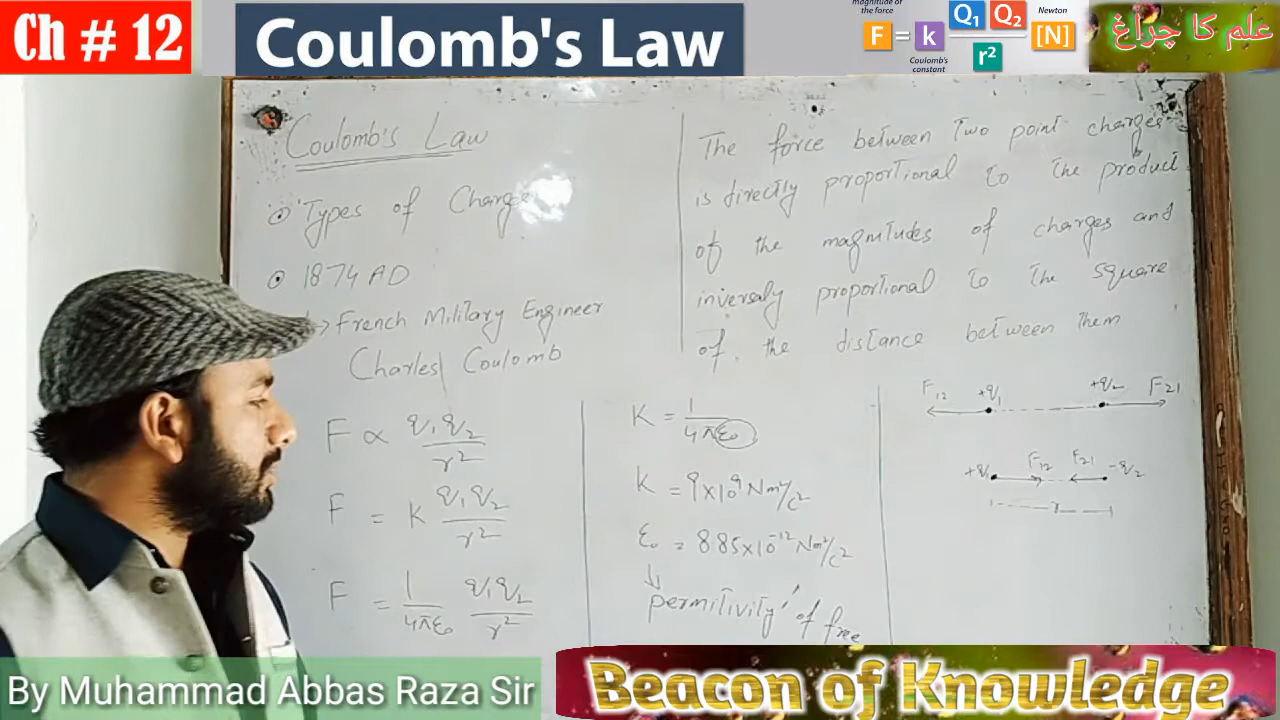 Ch # 12
Coulomb's Law
magnitude of
the force
Newton
F = k Q₁ Q₂ / r² [N]
Coulomb's
constant
علم کا چراغ
Coulomb's Law
Types of Charge
1874 AD
French Military Engineer
Charles Coulomb
The force between Two point charges
is directly proportional to the product
of the magnitudes of charges and
inversaly proportional to the square
of the distance between them
F ∝ q₁q₂ / r²
F = K q₁q₂ / r²
F = 1 / 4πε₀ q₁q₂ / r²
K = 1 / 4πε₀
K = 9×10⁹ Nm²/c²
ε₀ = 8.85×10⁻¹² Nm²/c²
↓
permitivity of free
F₁₂ +q₁ +q₂ F₂₁
+q₁ F₁₂ F₂₁ -q₂
r
By Muhammad Abbas Raza Sir
Beacon of Knowledge